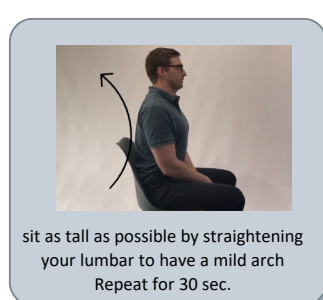 sit as tall as possible by straightening
your lumbar to have a mild arch
Repeat for 30 sec.